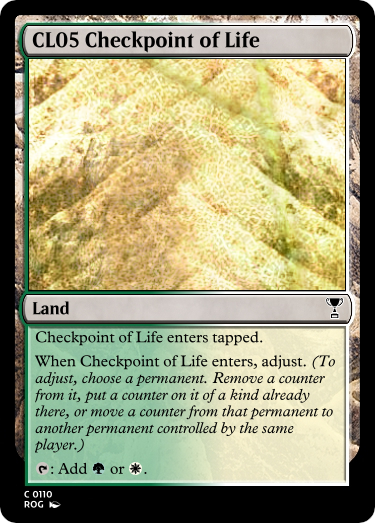 CL05 Checkpoint of Life
Land
Checkpoint of Life enters tapped.
When Checkpoint of Life enters, adjust. (To
adjust, choose a permanent. Remove a counter
from it, put a counter on it of a kind already
there, or move a counter from that permanent to
another permanent controlled by the same
player.)
: Add or .
C 0110
ROG